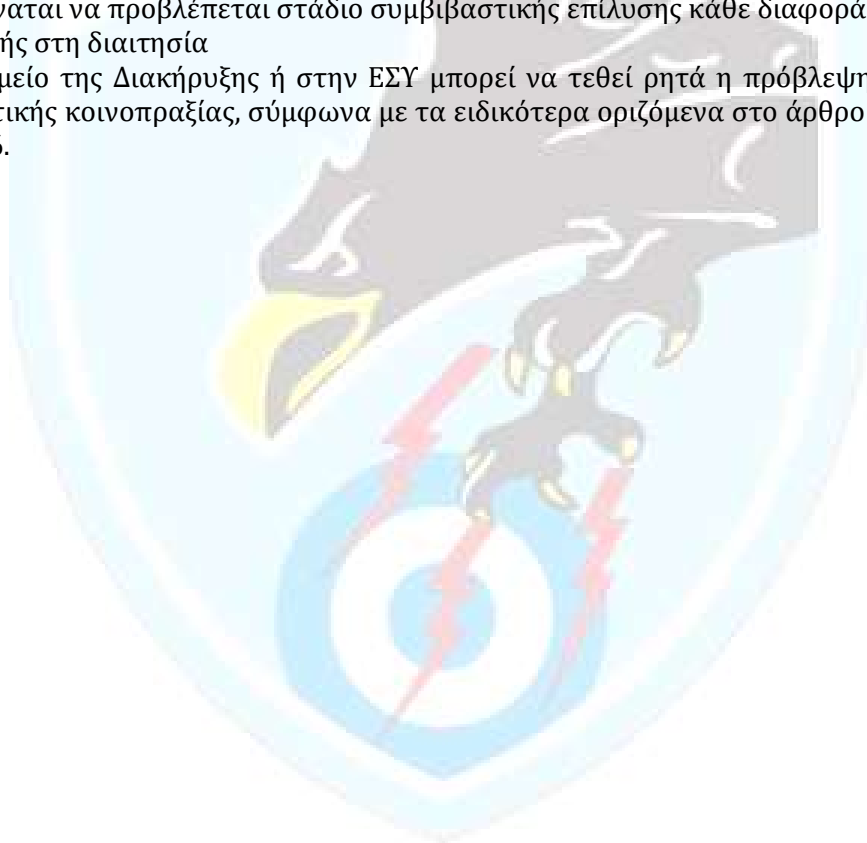 ναται να προβλέπεται στάδιο συμβιβαστικής επίλυσης κάθε διαφορά
ής στη διαιτησία
μείο της Διακήρυξης ή στην ΕΣΥ μπορεί να τεθεί ρητά η πρόβλεψη
τικής κοινοπραξίας, σύμφωνα με τα ειδικότερα οριζόμενα στο άρθρο